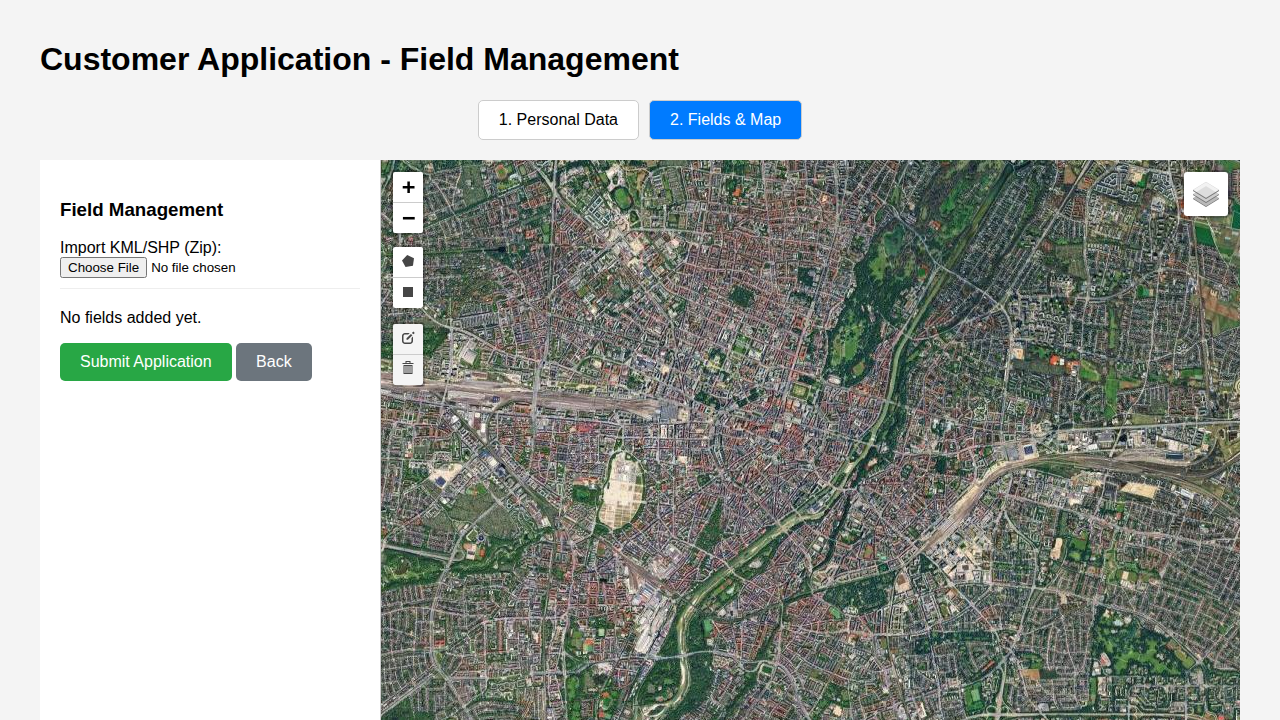 Customer Application - Field Management
1. Personal Data
2. Fields & Map
Field Management
Import KML/SHP (Zip):
Choose File No file chosen
No fields added yet.
Submit Application
Back
+
−